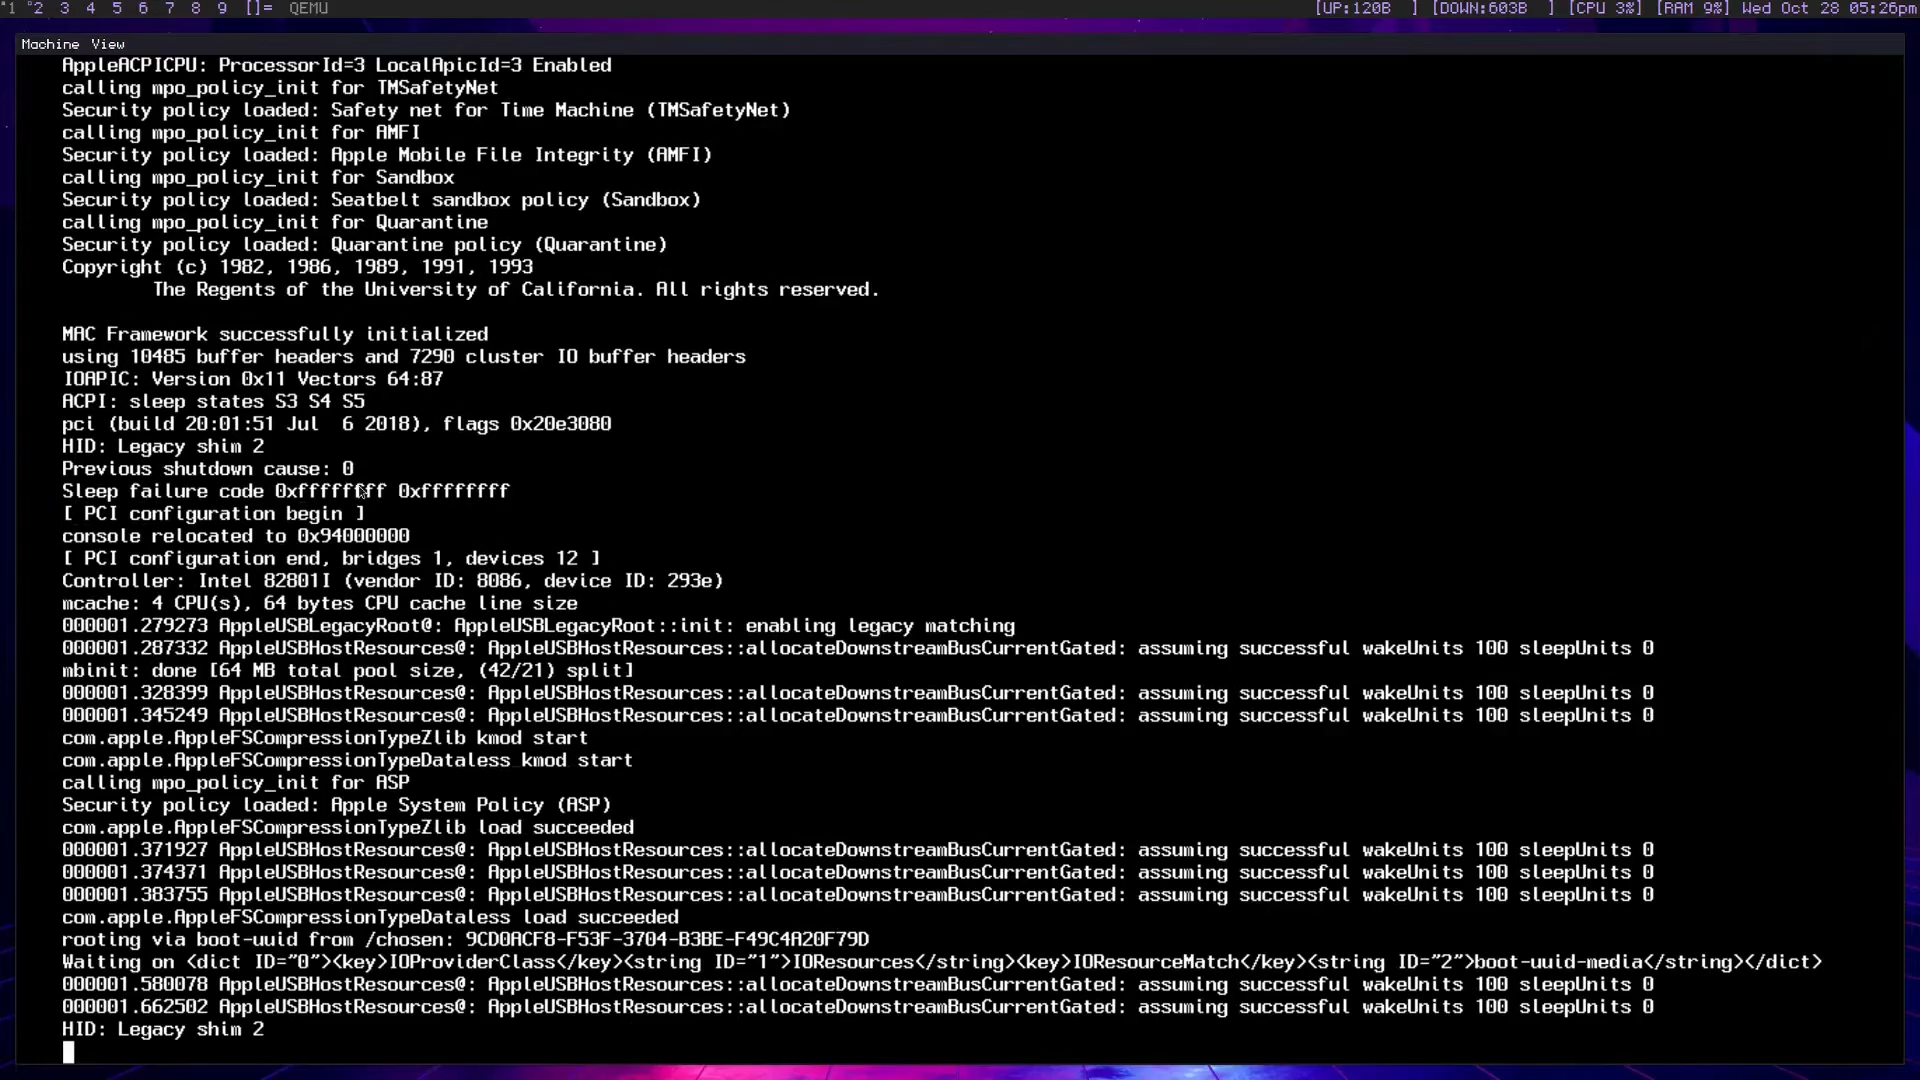 1 2 3 4 5 6 7 8 9 []= QEMU [UP:120B ] [DOWN:603B ] [CPU 3%] [RAM 9%] Wed Oct 28 05:26pm
Machine View
AppleACPICPU: ProcessorId=3 LocalApicId=3 Enabled
calling mpo_policy_init for TMSafetyNet
Security policy loaded: Safety net for Time Machine (TMSafetyNet)
calling mpo_policy_init for AMFI
Security policy loaded: Apple Mobile File Integrity (AMFI)
calling mpo_policy_init for Sandbox
Security policy loaded: Seatbelt sandbox policy (Sandbox)
calling mpo_policy_init for Quarantine
Security policy loaded: Quarantine policy (Quarantine)
Copyright (c) 1982, 1986, 1989, 1991, 1993
The Regents of the University of California. All rights reserved.
MAC Framework successfully initialized
using 10485 buffer headers and 7290 cluster IO buffer headers
IOAPIC: Version 0x11 Vectors 64:87
ACPI: sleep states S3 S4 S5
pci (build 20:01:51 Jul  6 2018), flags 0x20e3080
HID: Legacy shim 2
Previous shutdown cause: 0
Sleep failure code 0xffffffff 0xffffffff
[ PCI configuration begin ]
console relocated to 0x94000000
[ PCI configuration end, bridges 1, devices 12 ]
Controller: Intel 82801I (vendor ID: 8086, device ID: 293e)
mcache: 4 CPU(s), 64 bytes CPU cache line size
000001.279273 AppleUSBLegacyRoot@: AppleUSBLegacyRoot::init: enabling legacy matching
000001.287332 AppleUSBHostResources@: AppleUSBHostResources::allocateDownstreamBusCurrentGated: assuming successful wakeUnits 100 sleepUnits 0
mbinit: done [64 MB total pool size, (42/21) split]
000001.328399 AppleUSBHostResources@: AppleUSBHostResources::allocateDownstreamBusCurrentGated: assuming successful wakeUnits 100 sleepUnits 0
000001.345249 AppleUSBHostResources@: AppleUSBHostResources::allocateDownstreamBusCurrentGated: assuming successful wakeUnits 100 sleepUnits 0
com.apple.AppleFSCompressionTypeZlib kmod start
com.apple.AppleFSCompressionTypeDataless kmod start
calling mpo_policy_init for ASP
Security policy loaded: Apple System Policy (ASP)
com.apple.AppleFSCompressionTypeZlib load succeeded
000001.371927 AppleUSBHostResources@: AppleUSBHostResources::allocateDownstreamBusCurrentGated: assuming successful wakeUnits 100 sleepUnits 0
000001.374371 AppleUSBHostResources@: AppleUSBHostResources::allocateDownstreamBusCurrentGated: assuming successful wakeUnits 100 sleepUnits 0
000001.383755 AppleUSBHostResources@: AppleUSBHostResources::allocateDownstreamBusCurrentGated: assuming successful wakeUnits 100 sleepUnits 0
com.apple.AppleFSCompressionTypeDataless load succeeded
rooting via boot-uuid from /chosen: 9CD0ACF8-F53F-3704-B3BE-F49C4A20F79D
Waiting on <dict ID="0"><key>IOProviderClass</key><string ID="1">IOResources</string><key>IOResourceMatch</key><string ID="2">boot-uuid-media</string></dict>
000001.580078 AppleUSBHostResources@: AppleUSBHostResources::allocateDownstreamBusCurrentGated: assuming successful wakeUnits 100 sleepUnits 0
000001.662502 AppleUSBHostResources@: AppleUSBHostResources::allocateDownstreamBusCurrentGated: assuming successful wakeUnits 100 sleepUnits 0
HID: Legacy shim 2